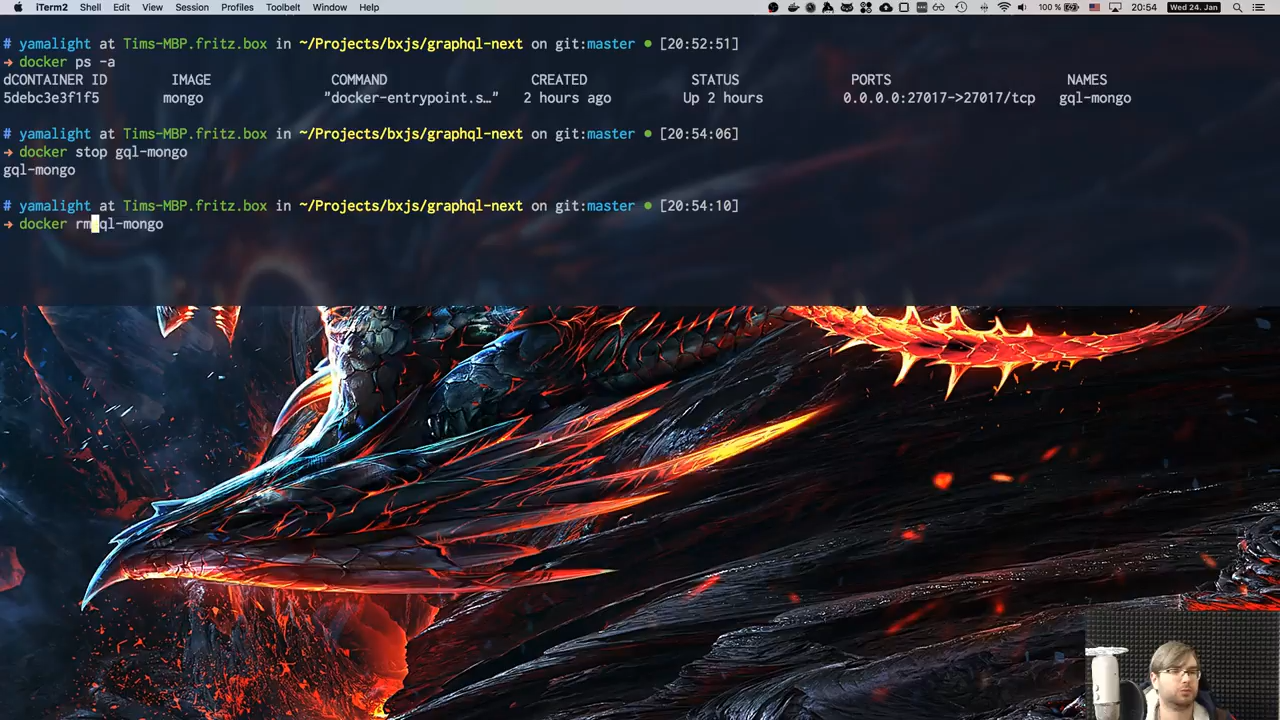 iTerm2 Shell Edit View Session Profiles Toolbelt Window Help 100 % 20:54 Wed 24. Jan
# yamalight at Tims-MBP.fritz.box in ~/Projects/bxjs/graphql-next on git:master ● [20:52:51]
→ docker ps -a
dCONTAINER ID IMAGE COMMAND CREATED STATUS PORTS NAMES
5debc3e3f1f5 mongo "docker-entrypoint.s…" 2 hours ago Up 2 hours 0.0.0.0:27017->27017/tcp gql-mongo
# yamalight at Tims-MBP.fritz.box in ~/Projects/bxjs/graphql-next on git:master ● [20:54:06]
→ docker stop gql-mongo
gql-mongo
# yamalight at Tims-MBP.fritz.box in ~/Projects/bxjs/graphql-next on git:master ● [20:54:10]
→ docker rm ql-mongo